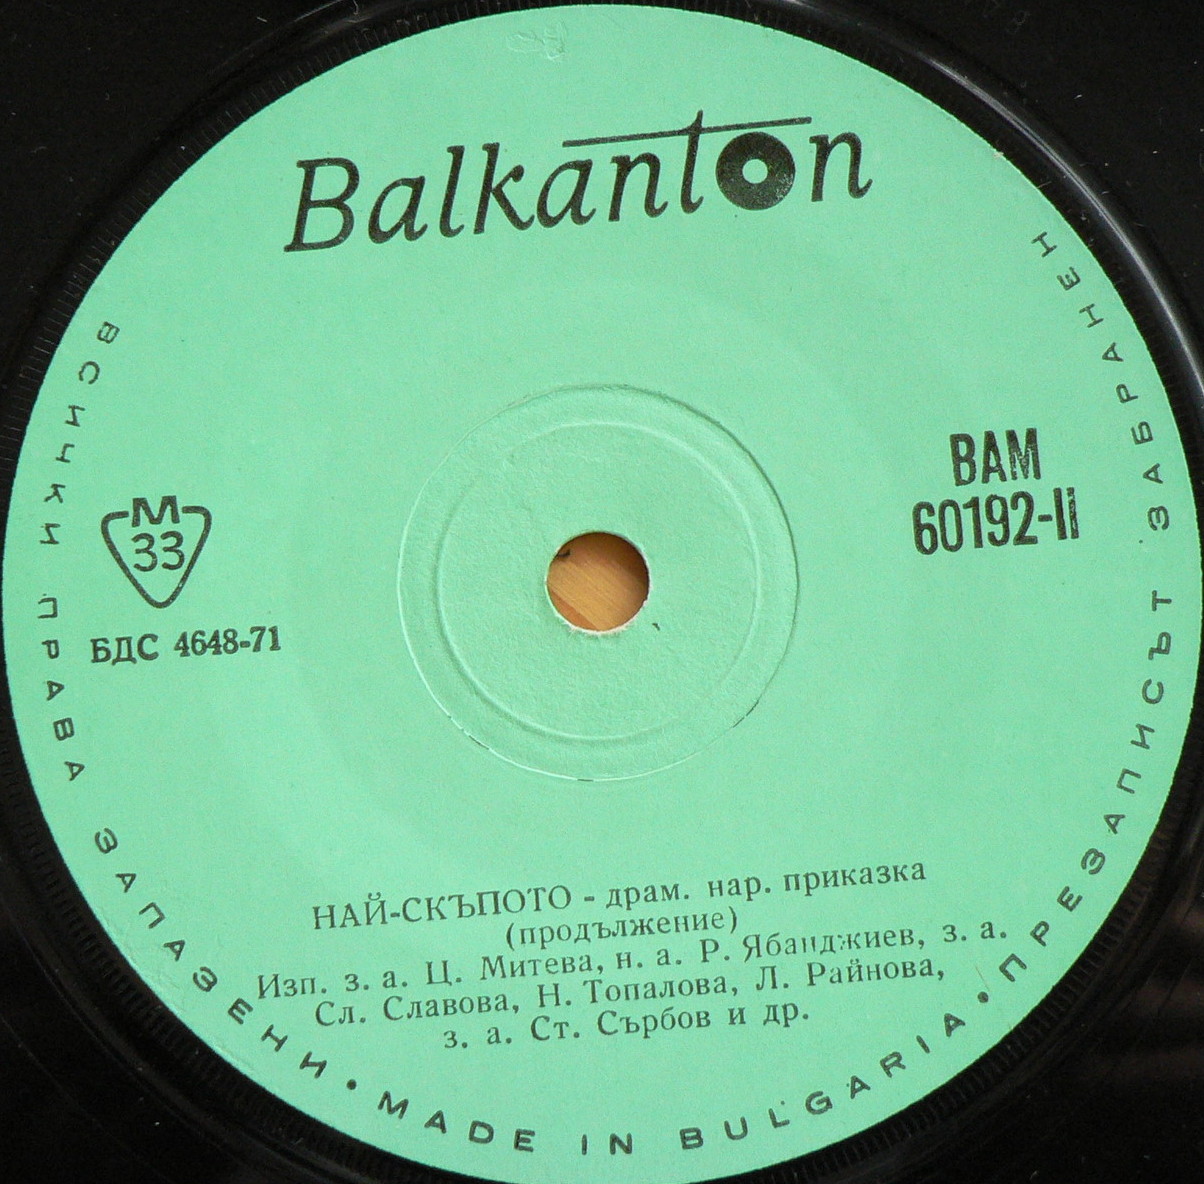 Balkanton
ВАМ
60192-II
М
33
БДС 4648-71
НАЙ-СКЪПОТО - драм. нар. приказка
(продължение)
Изп. з. а. Ц. Митева, н. а. Р. Ябанджиев, з. а.
Сл. Славова, Н. Топалова, Л. Райнова,
з. а. Ст. Сърбов и др.
ВСИЧКИ ПРАВА ЗАПАЗЕНИ • MADE IN BULGARIA • ПРЕЗАПИСЪТ ЗАБРАНЕН